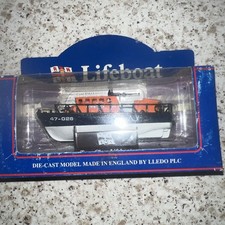 Lifeboat
47-028
DIE-CAST MODEL MADE IN ENGLAND BY LLEDO PLC